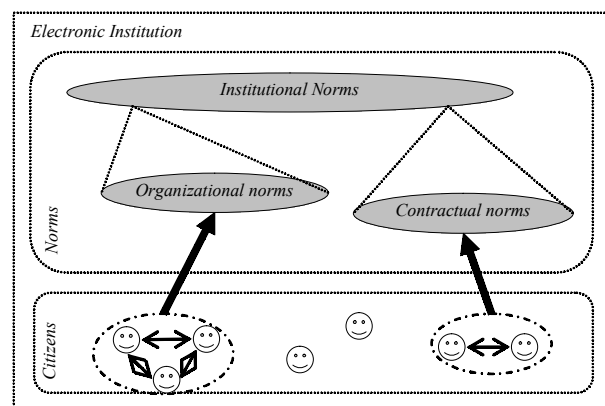 Electronic Institution
Institutional Norms
Organizational norms
Contractual norms
Norms
Citizens